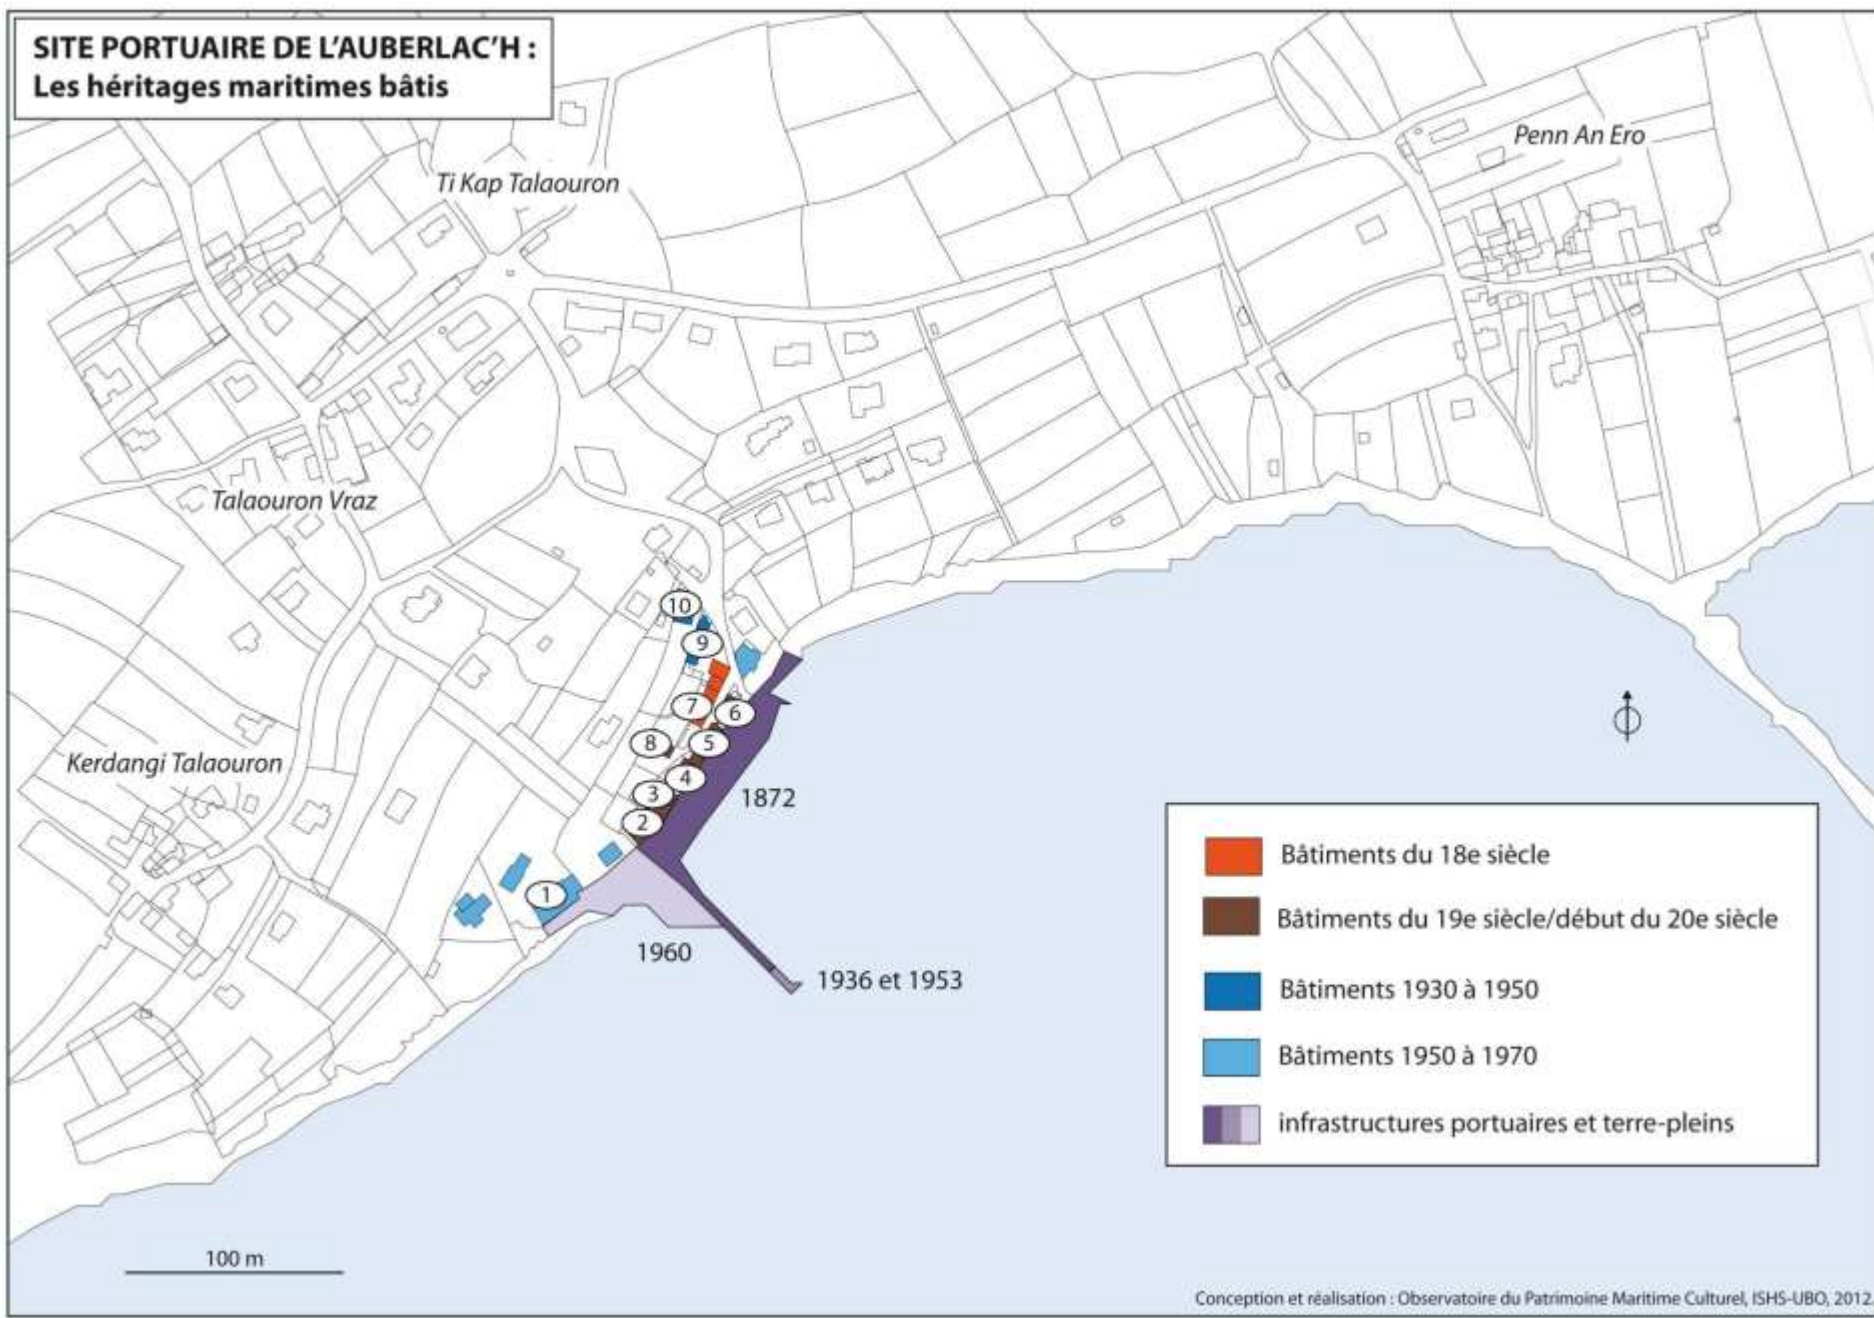 SITE PORTUAIRE DE L'AUBERLAC'H :
Les héritages maritimes bâtis
Penn An Ero
Ti Kap Talaouron
Talaouron Vraz
10
9
7
6
8
5
Kerdangi Talaouron
4
3
1872
2
1
1960
1936 et 1953
Bâtiments du 18e siècle
Bâtiments du 19e siècle/début du 20e siècle
Bâtiments 1930 à 1950
Bâtiments 1950 à 1970
infrastructures portuaires et terre-pleins
100 m
Conception et réalisation : Observatoire du Patrimoine Maritime Culturel, ISHS-UBO, 2012.